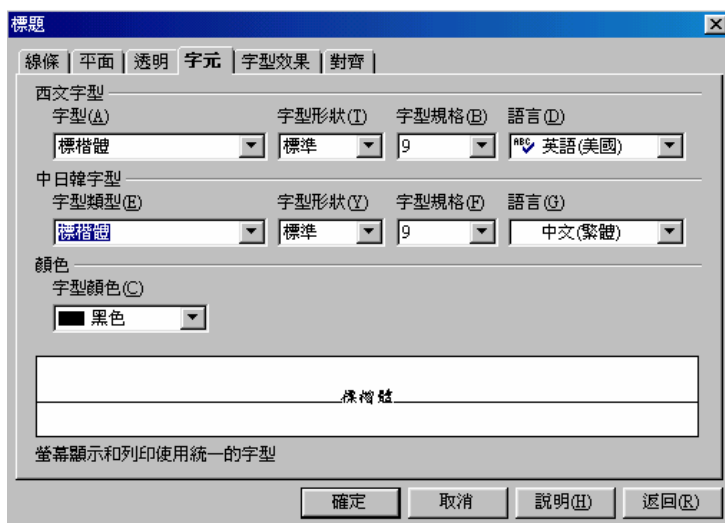 標題
線條 平面 透明 字元 字型效果 對齊
西文字型
字型(A) 字型形狀(T) 字型規格(B) 語言(D)
標楷體 標準 9 ABC 英語(美國)
中日韓字型
字型類型(E) 字型形狀(Y) 字型規格(F) 語言(G)
標楷體 標準 9 中文(繁體)
顏色
字型顏色(C)
黑色
標楷體
螢幕顯示和列印使用統一的字型
確定 取消 說明(H) 返回(R)